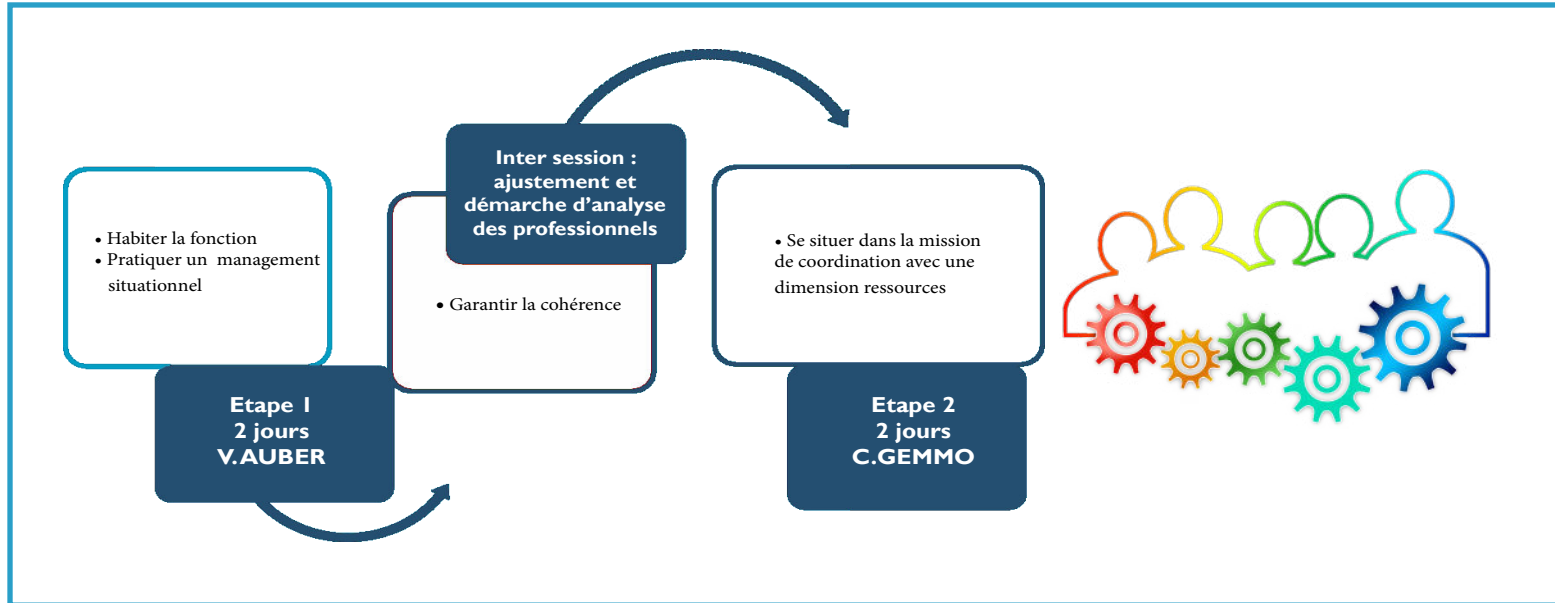 • Habiter la fonction
• Pratiquer un management
situationnel
Etape 1
2 jours
V.AUBER
Inter session :
ajustement et
démarche d'analyse
des professionnels
• Garantir la cohérence
• Se situer dans la mission
de coordination avec une
dimension ressources
Etape 2
2 jours
C.GEMMO